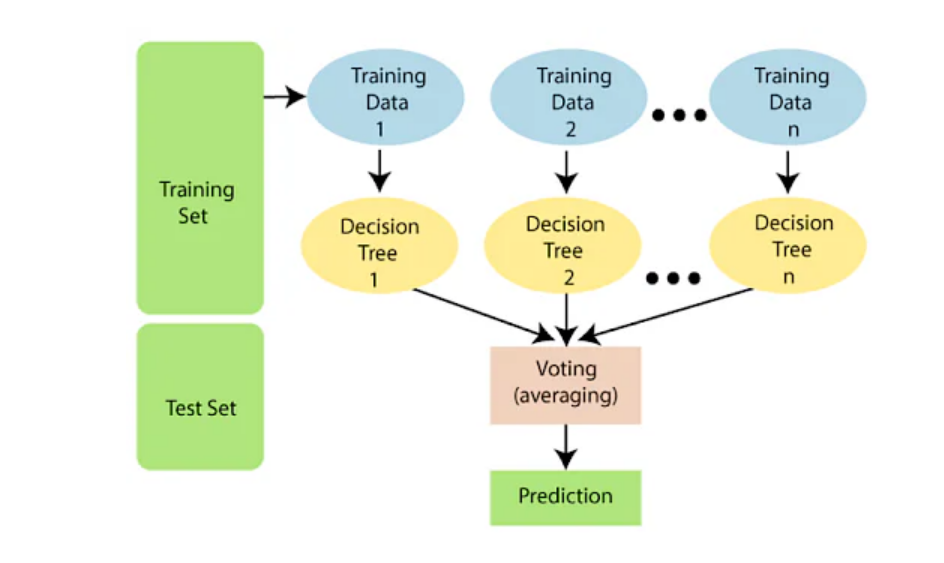 Training
Data
1
Training
Data
2
Training
Data
n
Training
Set
Decision
Tree
1
Decision
Tree
2
Decision
Tree
n
Voting
(averaging)
Test Set
Prediction